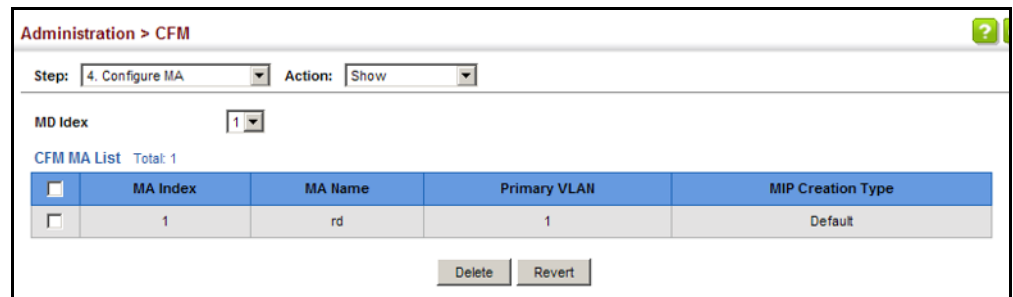 Administration > CFM
?
Step: 4. Configure MA Action: Show
MD Idex 1
CFM MA List Total: 1
MA Index MA Name Primary VLAN MIP Creation Type
1 rd 1 Default
Delete Revert